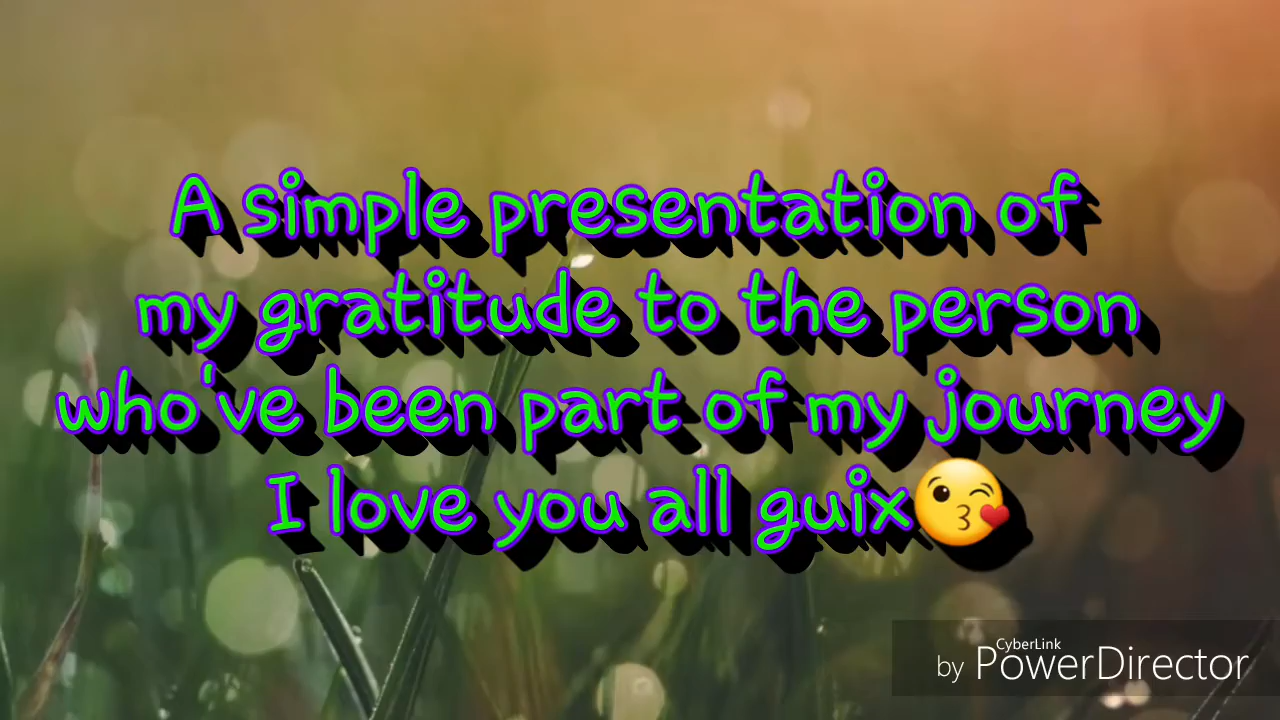 A simple presentation of
my gratitude to the person
who've been part of my journey
I love you all guix😘
CyberLink
by PowerDirector